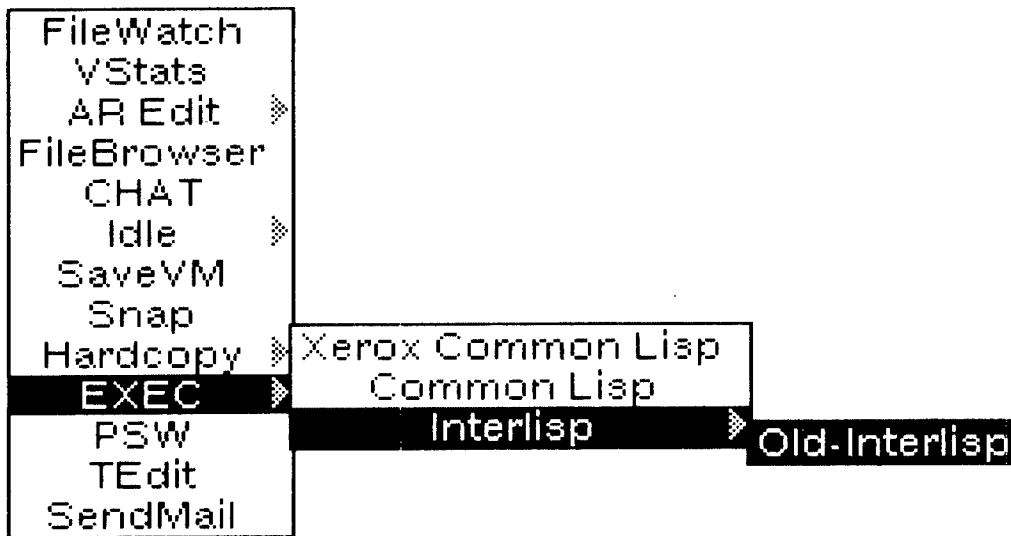 FileWatch
VStats
AR Edit
FileBrowser
CHAT
Idle
SaveVM
Snap
Hardcopy
EXEC
PSW
TEdit
SendMail
Xerox Common Lisp
Common Lisp
Interlisp
Old-Interlisp